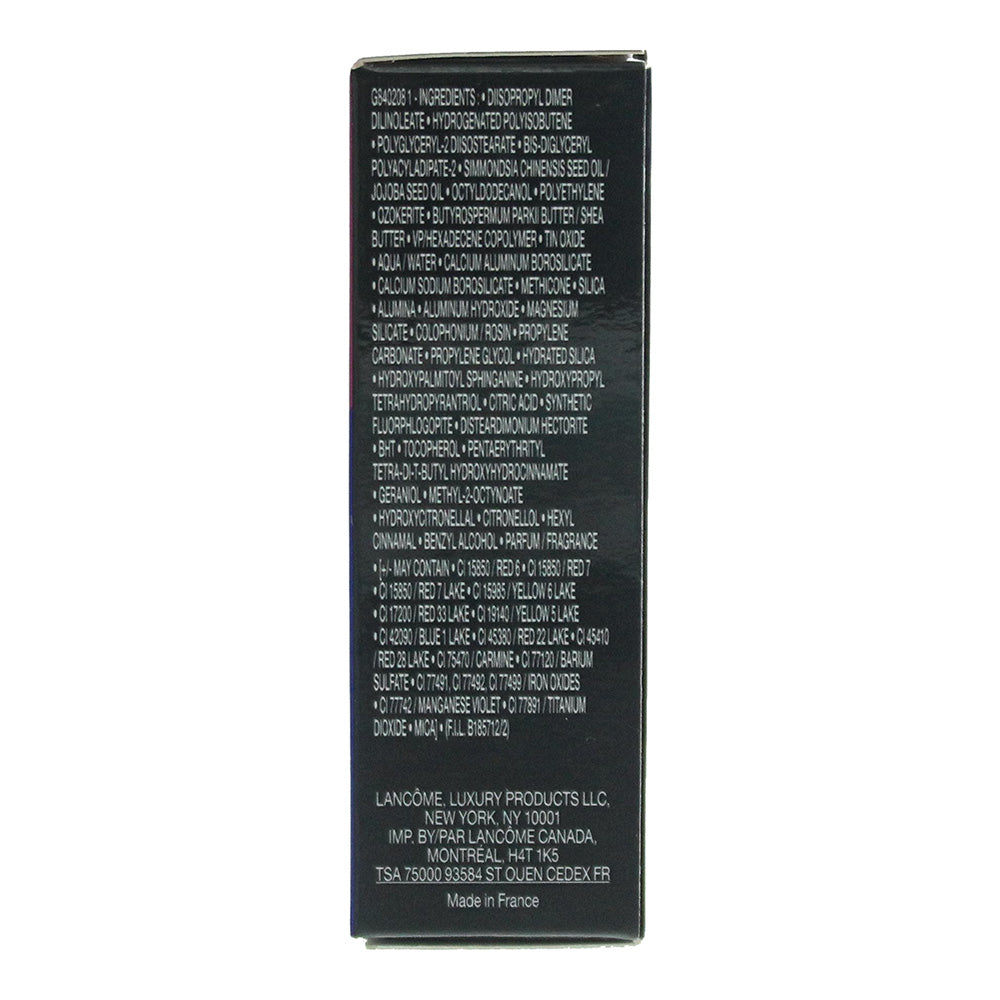 G840208 1 - INGREDIENTS : • DIISOPROPYL DIMER
DILINOLEATE • HYDROGENATED POLYISOBUTENE
• POLYGLYCERYL-2 DIISOSTEARATE • BIS-DIGLYCERYL
POLYACYLADIPATE-2 • SIMMONDSIA CHINENSIS SEED OIL /
JOJOBA SEED OIL • OCTYLDODECANOL • POLYETHYLENE
• OZOKERITE • BUTYROSPERMUM PARKII BUTTER / SHEA
BUTTER • VP/HEXADECENE COPOLYMER • TIN OXIDE
• AQUA / WATER • CALCIUM ALUMINUM BOROSILICATE
• CALCIUM SODIUM BOROSILICATE • METHICONE • SILICA
• ALUMINA • ALUMINUM HYDROXIDE • MAGNESIUM
SILICATE • COLOPHONIUM / ROSIN • PROPYLENE
CARBONATE • PROPYLENE GLYCOL • HYDRATED SILICA
• HYDROXYPALMITOYL SPHINGANINE • HYDROXYPROPYL
TETRAHYDROPYRANTRIOL • CITRIC ACID • SYNTHETIC
FLUORPHLOGOPITE • DISTEARDIMONIUM HECTORITE
• BHT • TOCOPHEROL • PENTAERYTHRITYL
TETRA-DI-T-BUTYL HYDROXYHYDROCINNAMATE
• GERANIOL • METHYL-2-OCTYNOATE
• HYDROXYCITRONELLAL • CITRONELLOL • HEXYL
CINNAMAL • BENZYL ALCOHOL • PARFUM / FRAGRANCE
• [+/- MAY CONTAIN • CI 15850 / RED 6 • CI 15850 / RED 7
• CI 15850 / RED 7 LAKE • CI 15985 / YELLOW 6 LAKE
• CI 17200 / RED 33 LAKE • CI 19140 / YELLOW 5 LAKE
• CI 42090 / BLUE 1 LAKE • CI 45380 / RED 22 LAKE • CI 45410
/ RED 28 LAKE • CI 75470 / CARMINE • CI 77120 / BARIUM
SULFATE • CI 77491, CI 77492, CI 77499 / IRON OXIDES
• CI 77742 / MANGANESE VIOLET • CI 77891 / TITANIUM
DIOXIDE • MICA] • (F.I.L. B185712/2)
LANCÔME, LUXURY PRODUCTS LLC,
NEW YORK, NY 10001
IMP. BY/PAR LANCÔME CANADA,
MONTRÉAL, H4T 1K5
TSA 75000 93584 ST OUEN CEDEX FR
Made in France